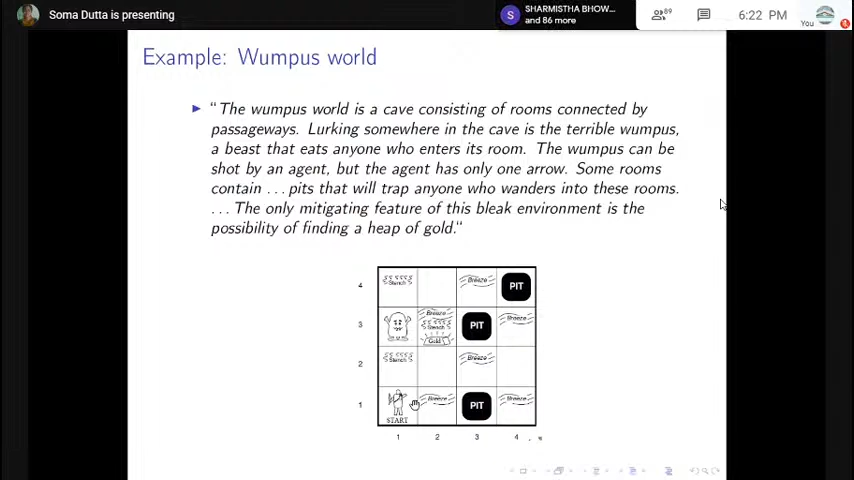 Soma Dutta is presenting
S
SHARMISTHA BHOW...
and 86 more
89
6:22 PM
You
Example: Wumpus world
“The wumpus world is a cave consisting of rooms connected by
passageways. Lurking somewhere in the cave is the terrible wumpus,
a beast that eats anyone who enters its room. The wumpus can be
shot by an agent, but the agent has only one arrow. Some rooms
contain ...pits that will trap anyone who wanders into these rooms.
...The only mitigating feature of this bleak environment is the
possibility of finding a heap of gold.“
4
Stench
Breeze
PIT
3
Breeze
Stench
Gold
PIT
Breeze
2
Stench
Breeze
1
START
Breeze
PIT
Breeze
1 2 3 4